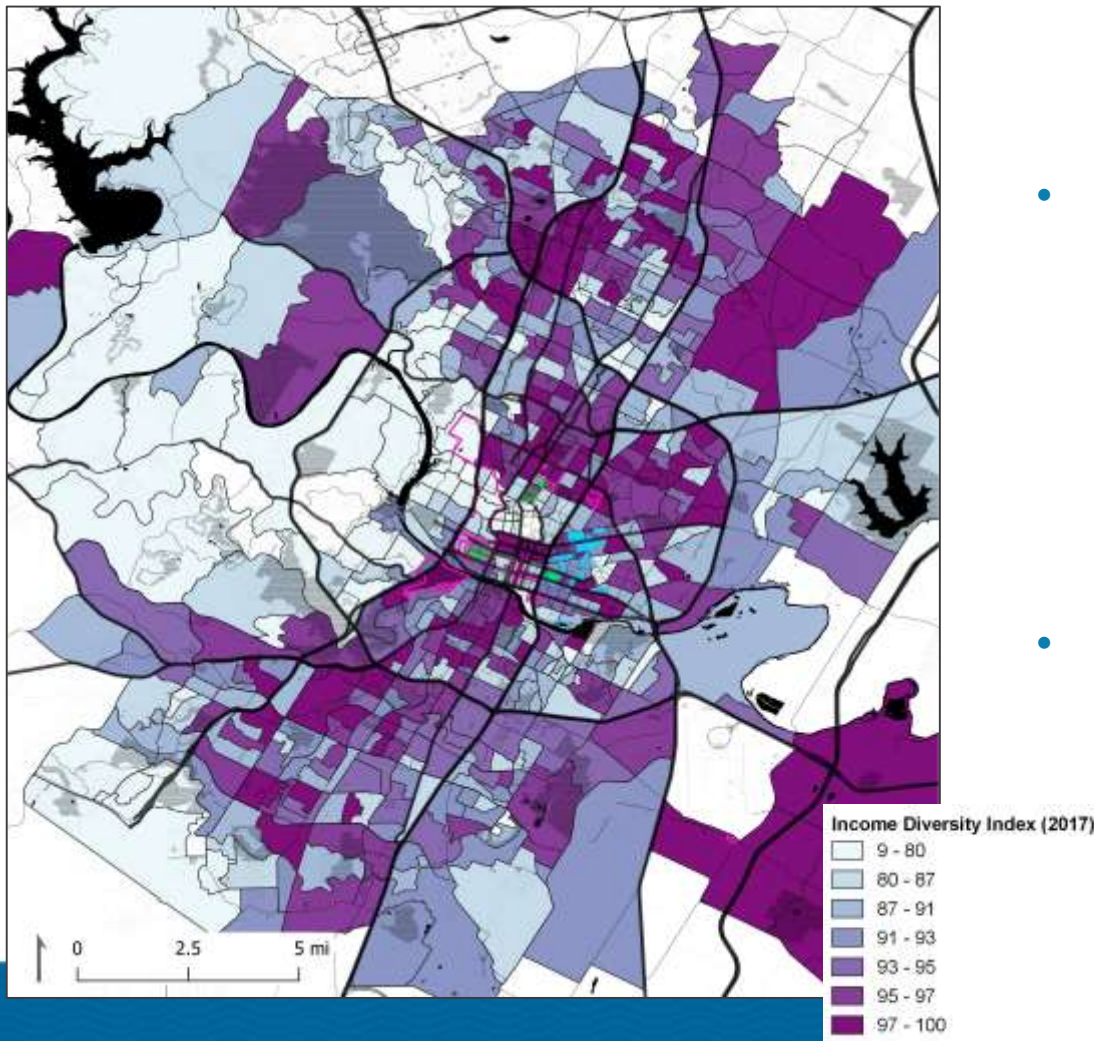 0
2.5
5 mi
Income Diversity Index (2017)
9 - 80
80 - 87
87 - 91
91 - 93
93 - 95
95 - 97
97 - 100